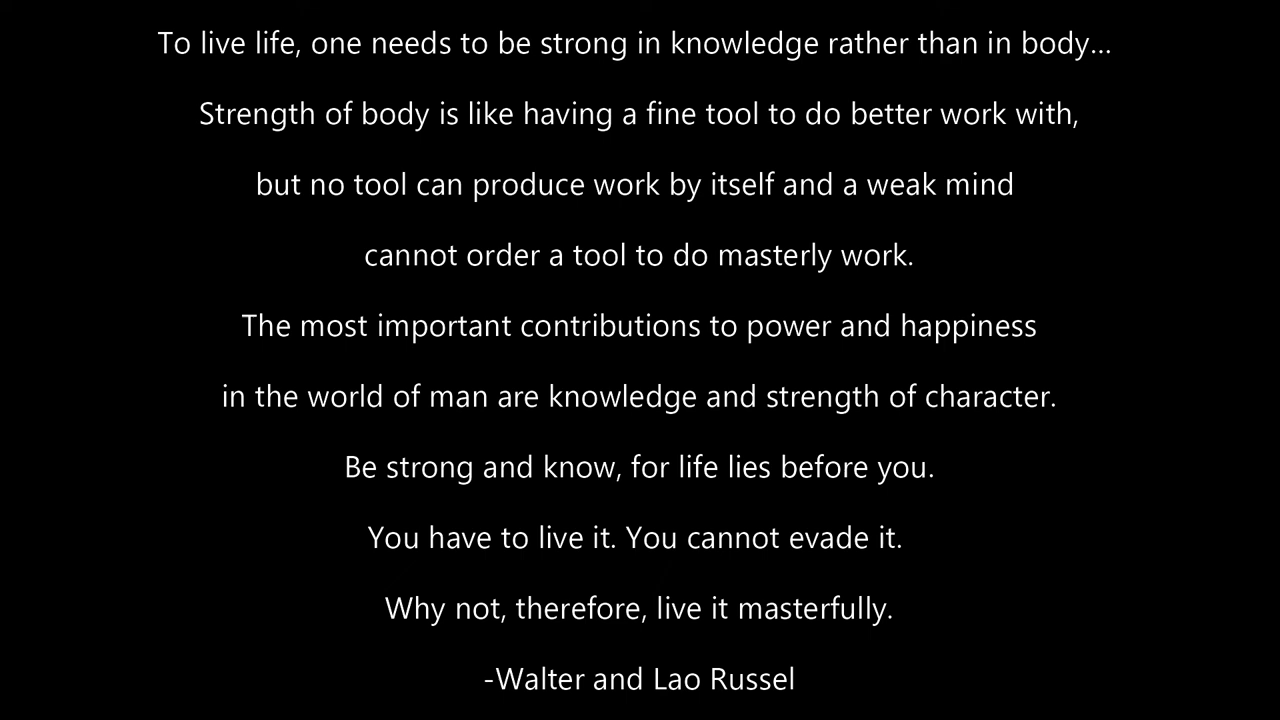 To live life, one needs to be strong in knowledge rather than in body...
Strength of body is like having a fine tool to do better work with,
but no tool can produce work by itself and a weak mind
cannot order a tool to do masterly work.
The most important contributions to power and happiness
in the world of man are knowledge and strength of character.
Be strong and know, for life lies before you.
You have to live it. You cannot evade it.
Why not, therefore, live it masterfully.
-Walter and Lao Russel